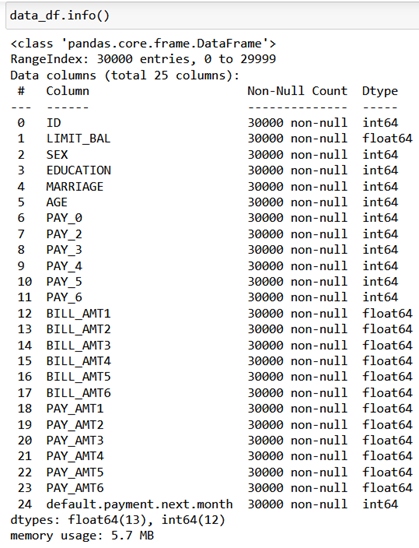 data_df.info()
<class 'pandas.core.frame.DataFrame'>
RangeIndex: 30000 entries, 0 to 29999
Data columns (total 25 columns):
 #   Column                      Non-Null Count  Dtype
---  ------                      --------------  -----
 0   ID                          30000 non-null  int64
 1   LIMIT_BAL                   30000 non-null  float64
 2   SEX                         30000 non-null  int64
 3   EDUCATION                   30000 non-null  int64
 4   MARRIAGE                    30000 non-null  int64
 5   AGE                         30000 non-null  int64
 6   PAY_0                       30000 non-null  int64
 7   PAY_2                       30000 non-null  int64
 8   PAY_3                       30000 non-null  int64
 9   PAY_4                       30000 non-null  int64
 10  PAY_5                       30000 non-null  int64
 11  PAY_6                       30000 non-null  int64
 12  BILL_AMT1                   30000 non-null  float64
 13  BILL_AMT2                   30000 non-null  float64
 14  BILL_AMT3                   30000 non-null  float64
 15  BILL_AMT4                   30000 non-null  float64
 16  BILL_AMT5                   30000 non-null  float64
 17  BILL_AMT6                   30000 non-null  float64
 18  PAY_AMT1                    30000 non-null  float64
 19  PAY_AMT2                    30000 non-null  float64
 20  PAY_AMT3                    30000 non-null  float64
 21  PAY_AMT4                    30000 non-null  float64
 22  PAY_AMT5                    30000 non-null  float64
 23  PAY_AMT6                    30000 non-null  float64
 24  default.payment.next.month  30000 non-null  int64
dtypes: float64(13), int64(12)
memory usage: 5.7 MB